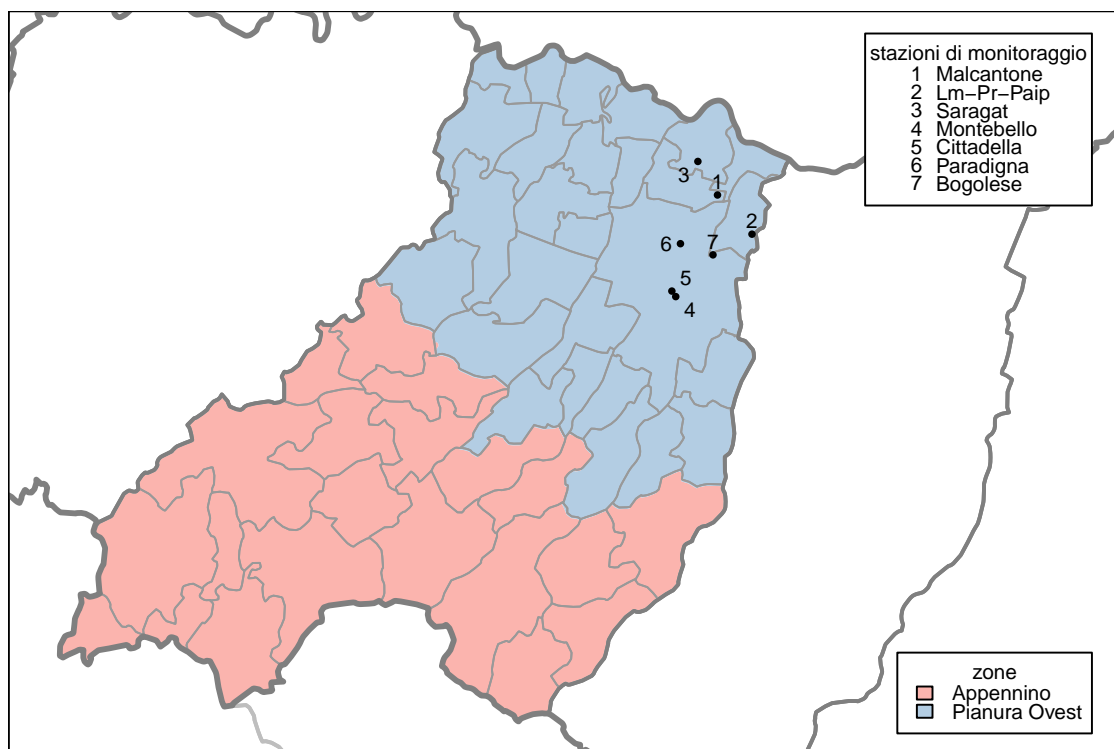 stazioni di monitoraggio
1 Malcantone
2 Lm−Pr−Paip
3 Saragat
4 Montebello
5 Cittadella
6 Paradigna
7 Bogolese
3
1
2
6
7
5
4
zone
Appennino
Pianura Ovest